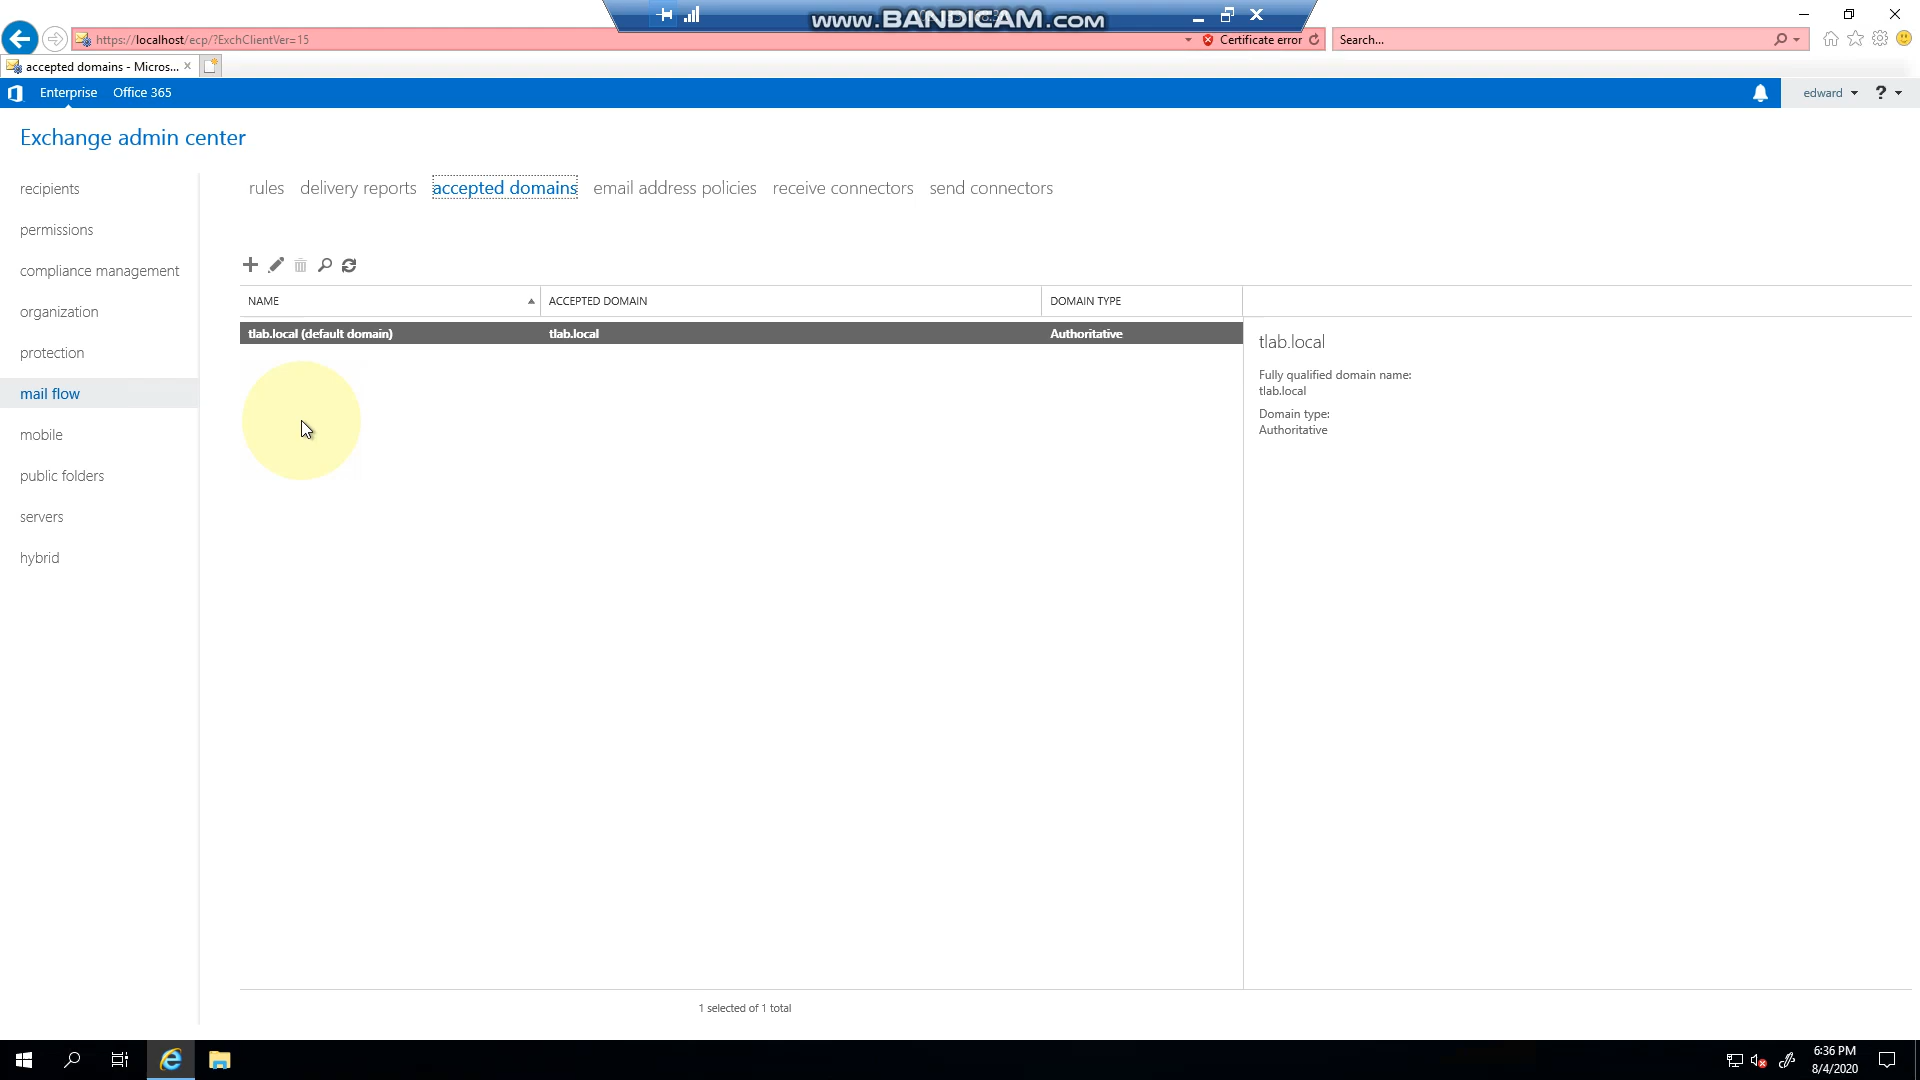 www.BANDICAM.com
https://localhost/ecp/?ExchClientVer=15
Certificate error
Search...
accepted domains - Micros...
Enterprise
Office 365
edward
?
Exchange admin center
recipients
permissions
compliance management
organization
protection
mail flow
mobile
public folders
servers
hybrid
rules
delivery reports
accepted domains
email address policies
receive connectors
send connectors
NAME
ACCEPTED DOMAIN
DOMAIN TYPE
tlab.local (default domain)
tlab.local
Authoritative
tlab.local
Fully qualified domain name:
tlab.local
Domain type:
Authoritative
1 selected of 1 total
6:36 PM
8/4/2020